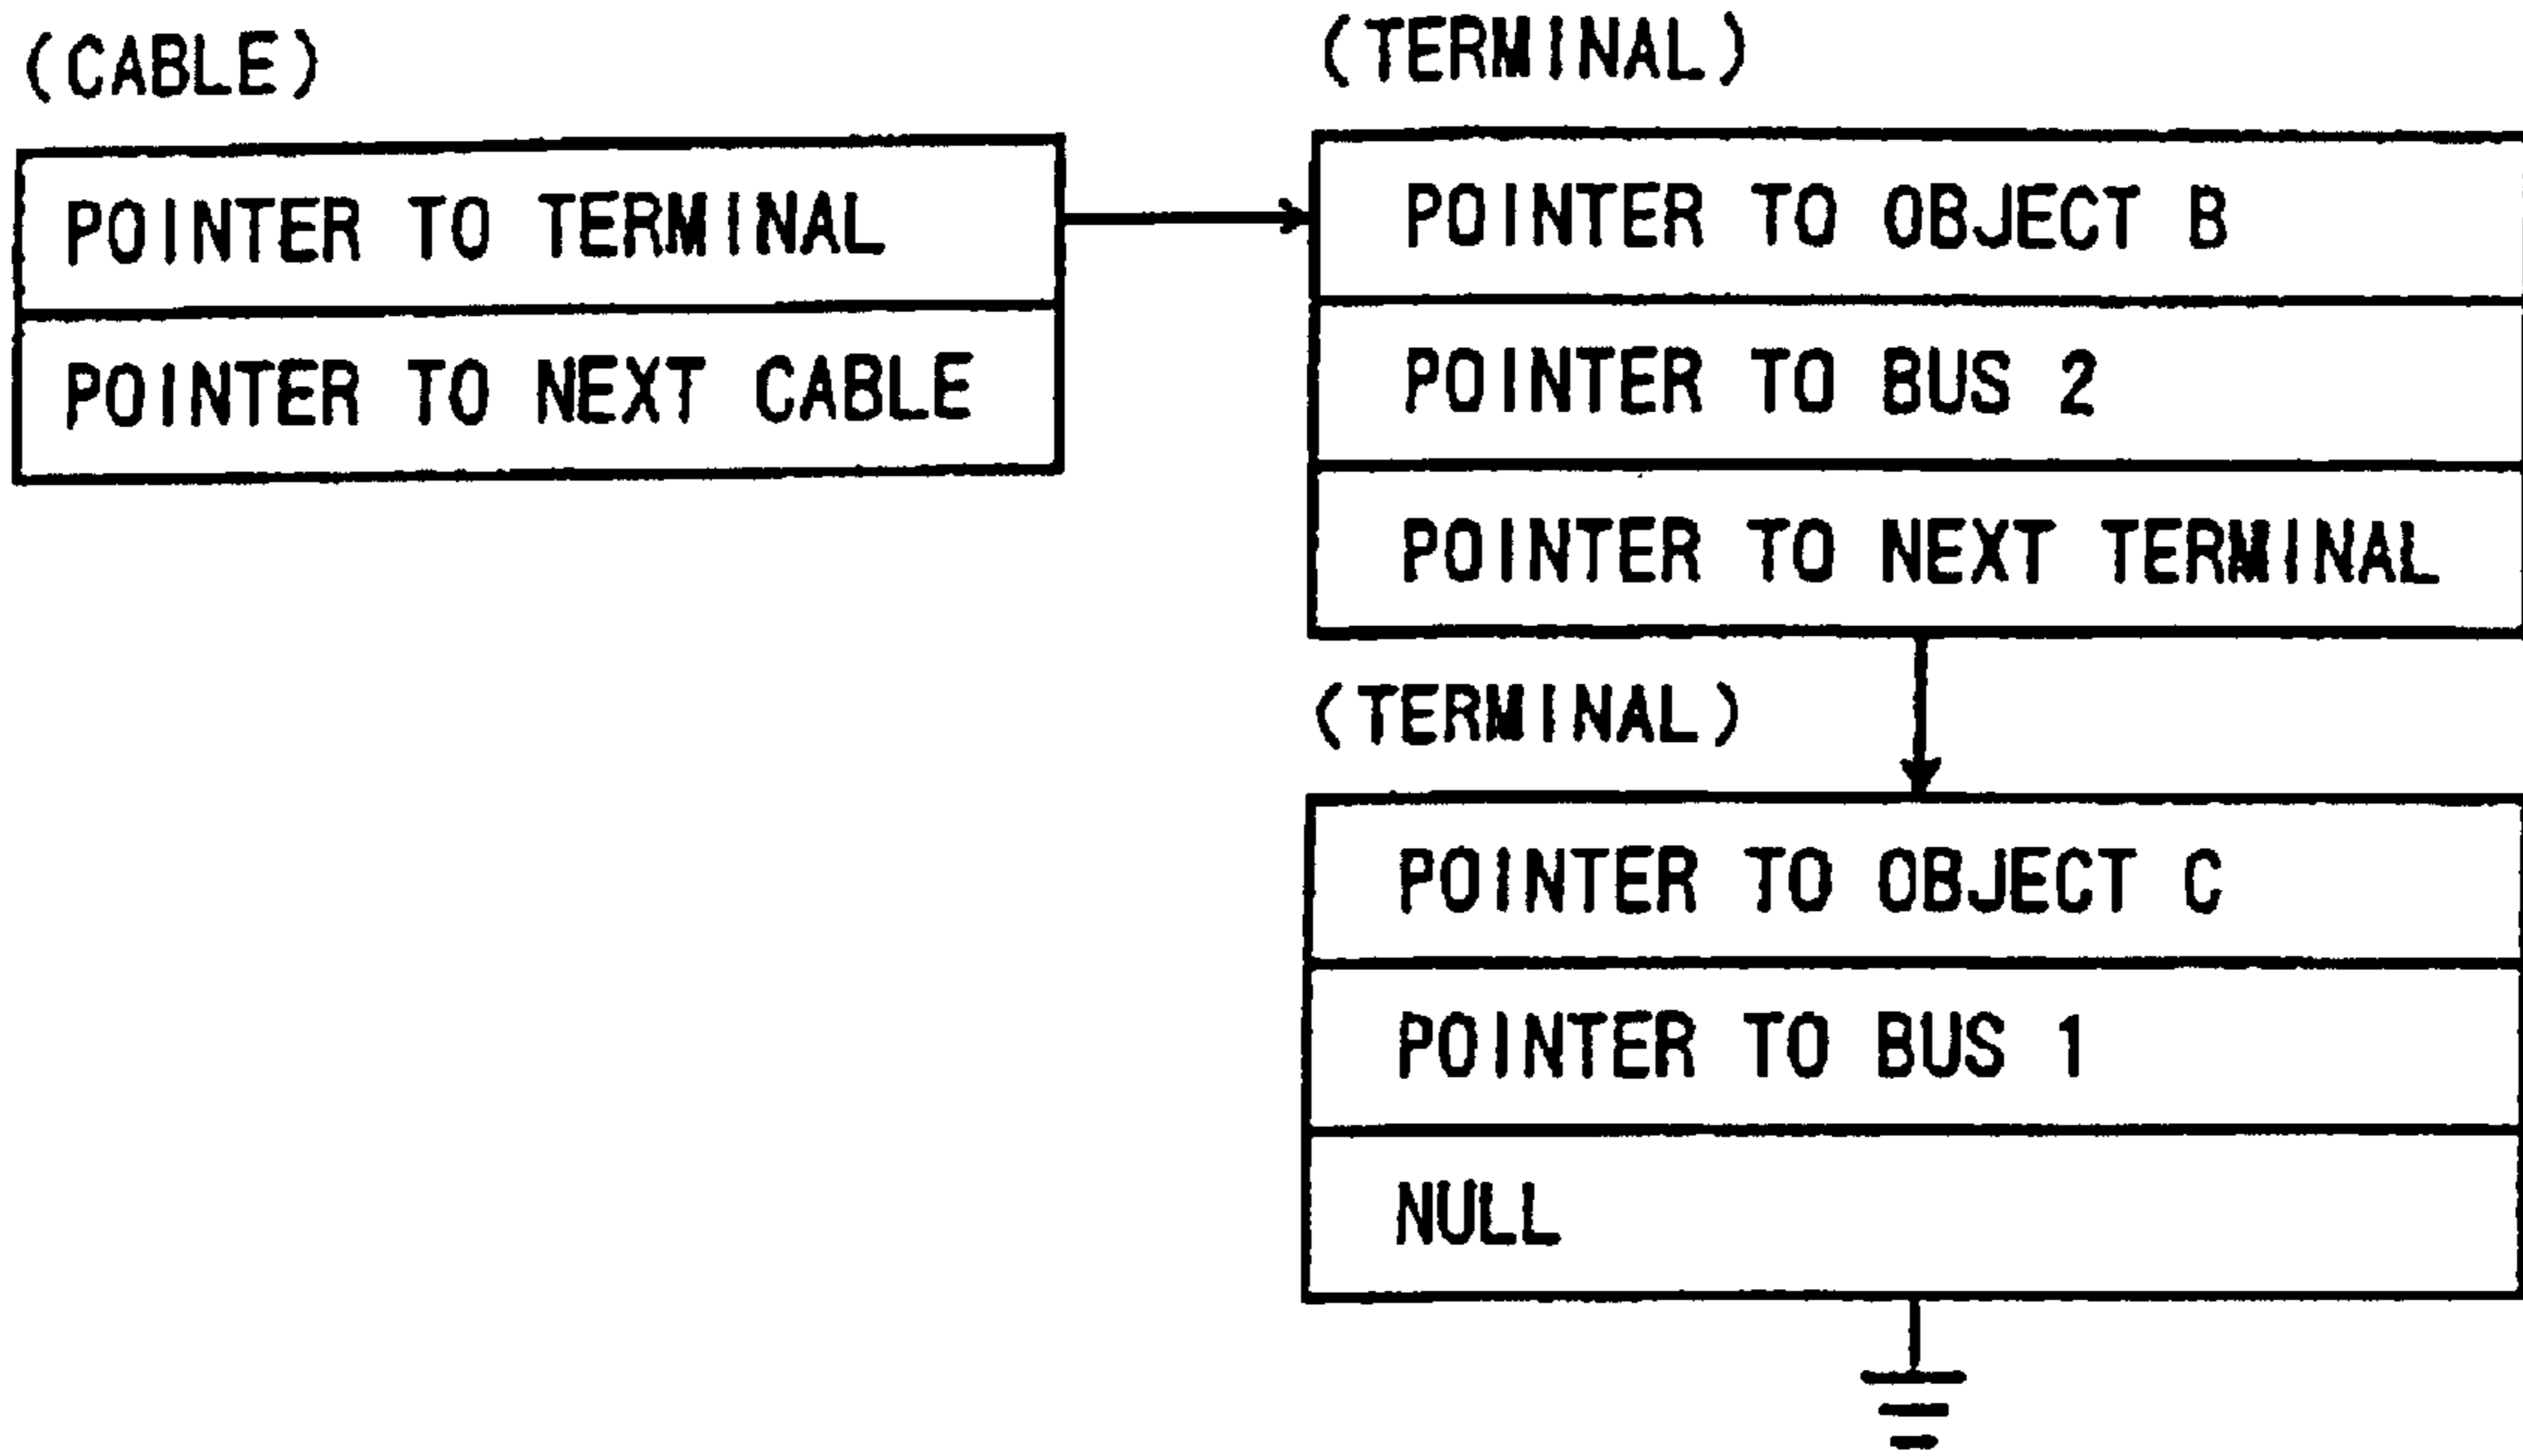 (CABLE)
POINTER TO TERMINAL
POINTER TO NEXT CABLE
(TERMINAL)
POINTER TO OBJECT B
POINTER TO BUS 2
POINTER TO NEXT TERMINAL
(TERMINAL)
POINTER TO OBJECT C
POINTER TO BUS 1
NULL